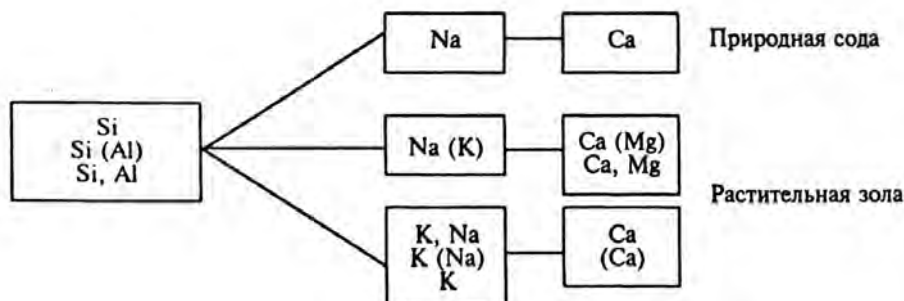 Na
Ca
Природная сода
Si
Si (Al)
Si, Al
Na (K)
Ca (Mg)
Ca, Mg
Растительная зола
K, Na
K (Na)
K
Ca
(Ca)